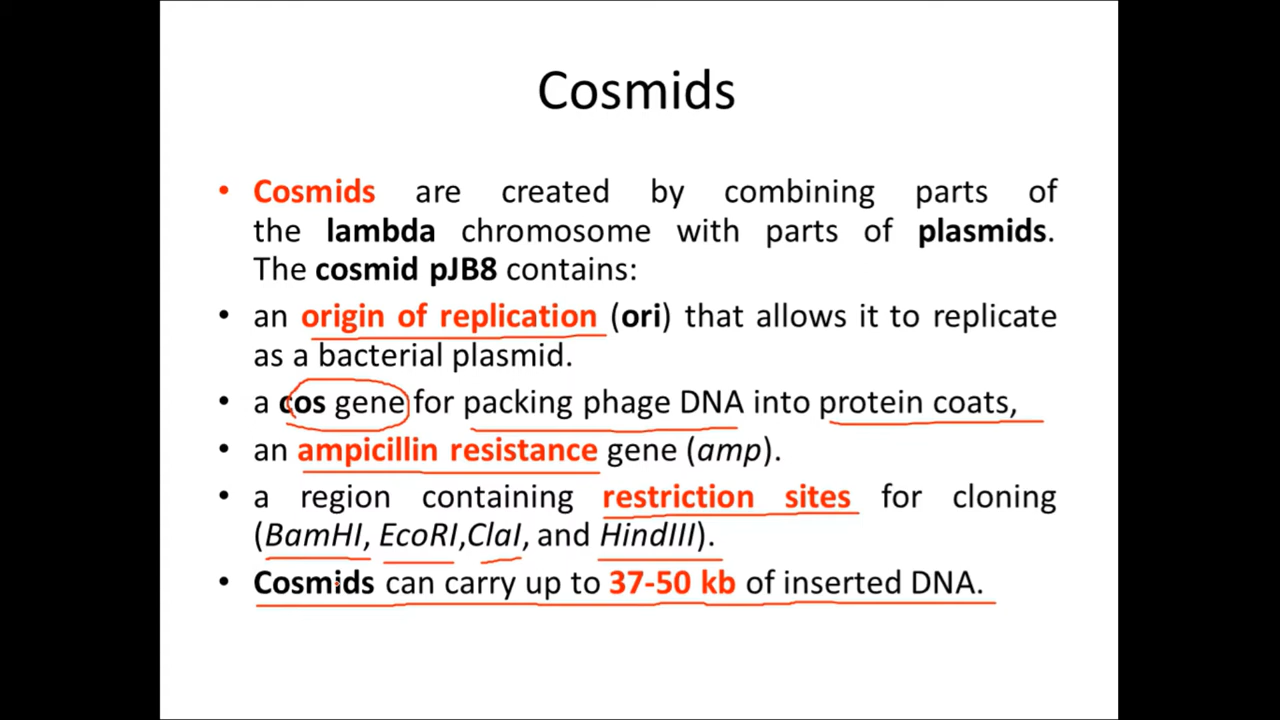 Cosmids
• Cosmids are created by combining parts of
the lambda chromosome with parts of plasmids.
The cosmid pJB8 contains:
• an origin of replication (ori) that allows it to replicate
as a bacterial plasmid.
• a cos gene for packing phage DNA into protein coats,
• an ampicillin resistance gene (amp).
• a region containing restriction sites for cloning
(BamHI, EcoRI,ClaI, and HindIII).
• Cosmids can carry up to 37-50 kb of inserted DNA.